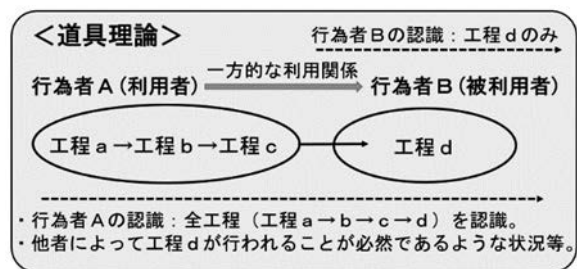 ＜道具理論＞
行為者Ｂの認識：工程ｄのみ
一方的な利用関係
行為者Ａ（利用者）
行為者Ｂ（被利用者）
工程ａ→工程ｂ→工程ｃ
工程ｄ
・行為者Ａの認識：全工程（工程ａ→ｂ→ｃ→ｄ）を認識。
・他者によって工程ｄが行われることが必然であるような状況等。